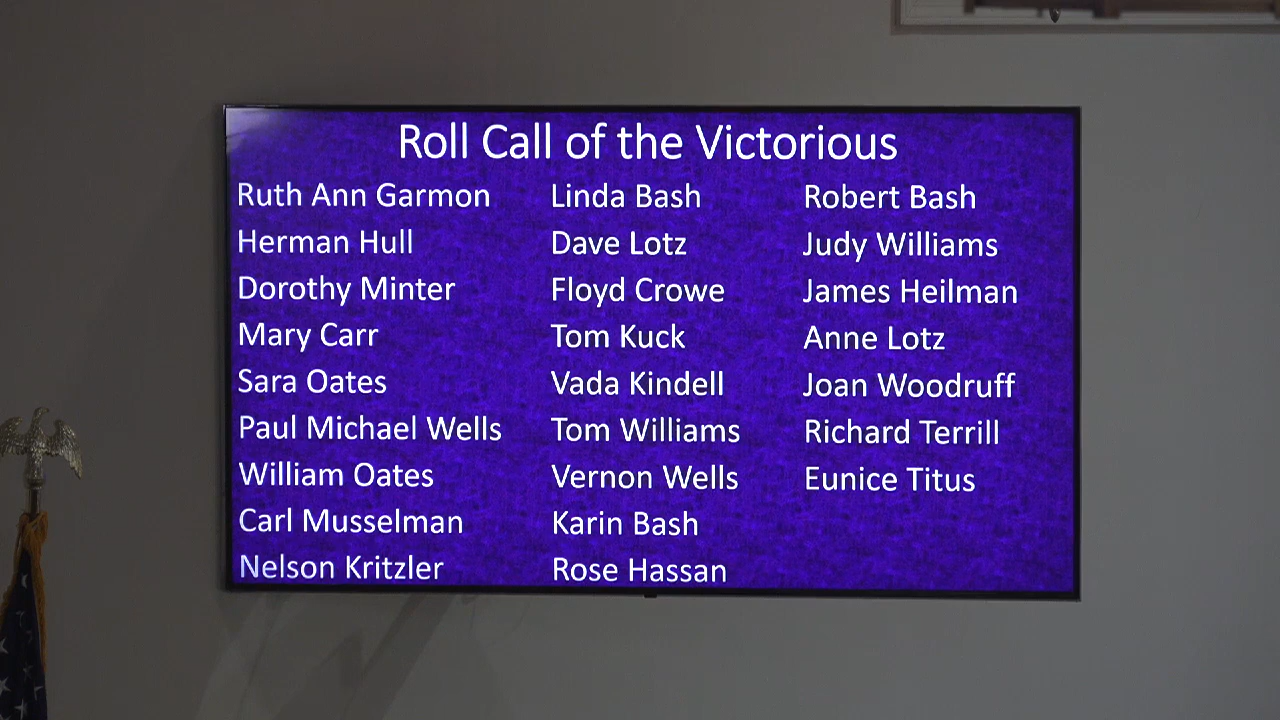 Roll Call of the Victorious
Ruth Ann Garmon
Herman Hull
Dorothy Minter
Mary Carr
Sara Oates
Paul Michael Wells
William Oates
Carl Musselman
Nelson Kritzler
Linda Bash
Dave Lotz
Floyd Crowe
Tom Kuck
Vada Kindell
Tom Williams
Vernon Wells
Karin Bash
Rose Hassan
Robert Bash
Judy Williams
James Heilman
Anne Lotz
Joan Woodruff
Richard Terrill
Eunice Titus